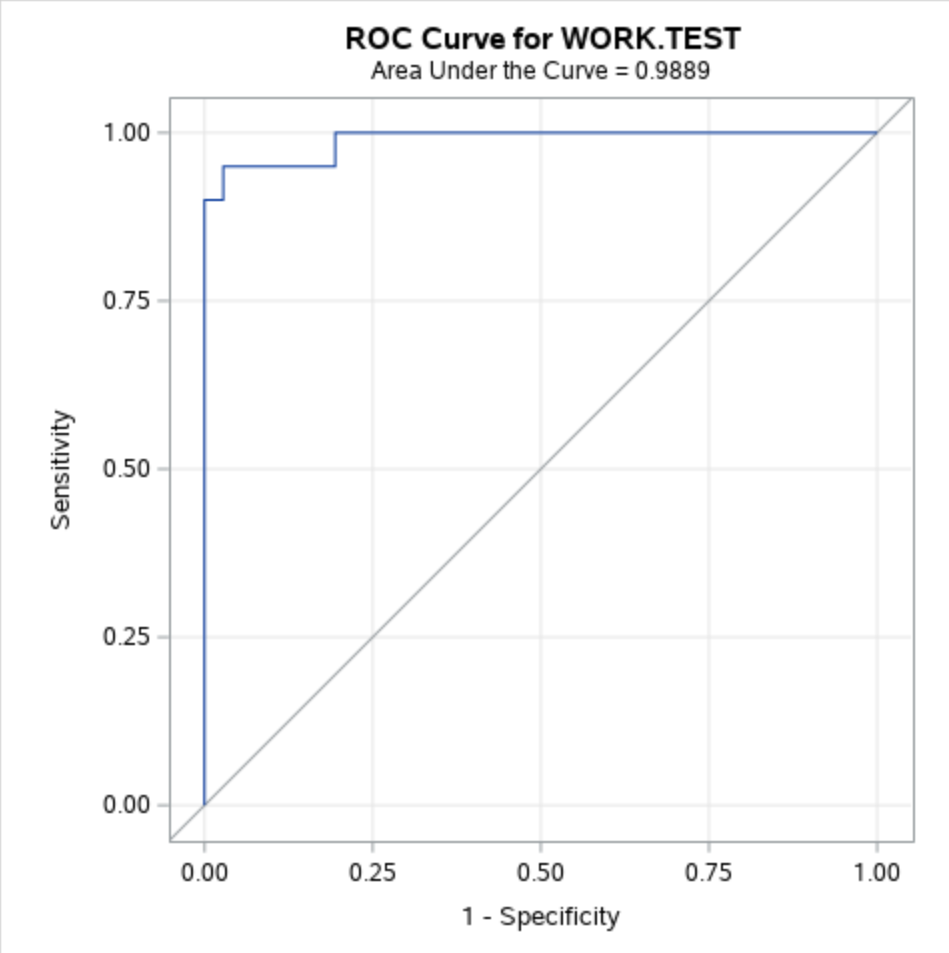 ROC Curve for WORK.TEST
Area Under the Curve = 0.9889
1.00
0.75
0.50
0.25
0.00
Sensitivity
0.00 0.25 0.50 0.75 1.00
1 - Specificity